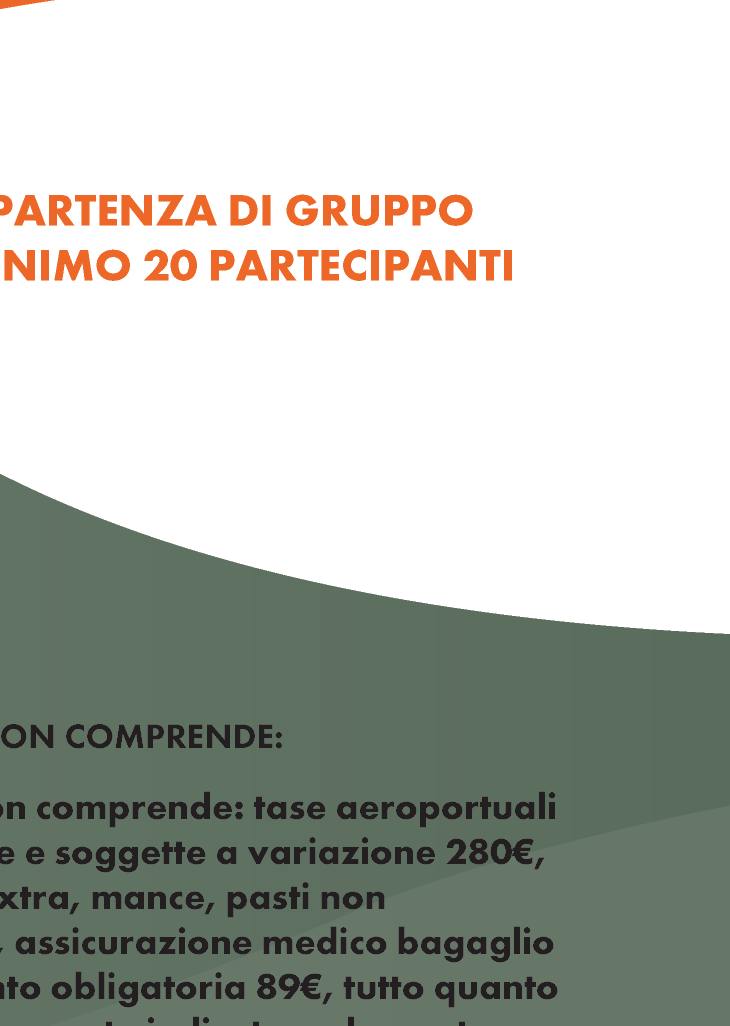 PARTENZA DI GRUPPO
NIMO 20 PARTECIPANTI
ON COMPRENDE:
on comprende: tase aeroportuali
e e soggette a variazione 280€,
xtra, mance, pasti non
, assicurazione medico bagaglio
nto obligatoria 89€, tutto quanto